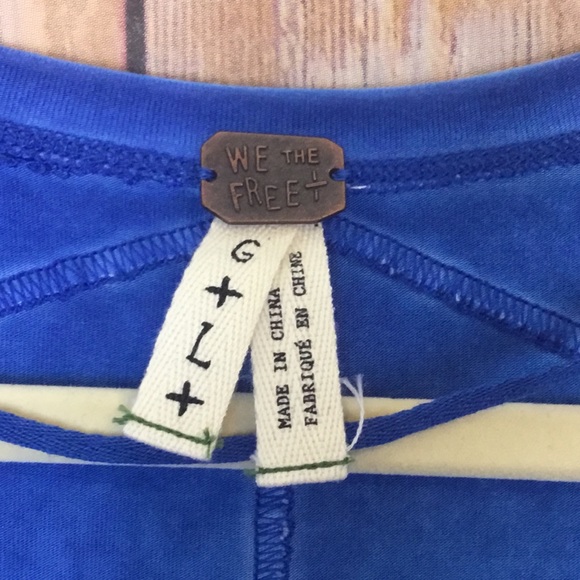 WE THE
FREE
G + L +
MADE IN CHINA
FABRIQUÉ EN CHINE